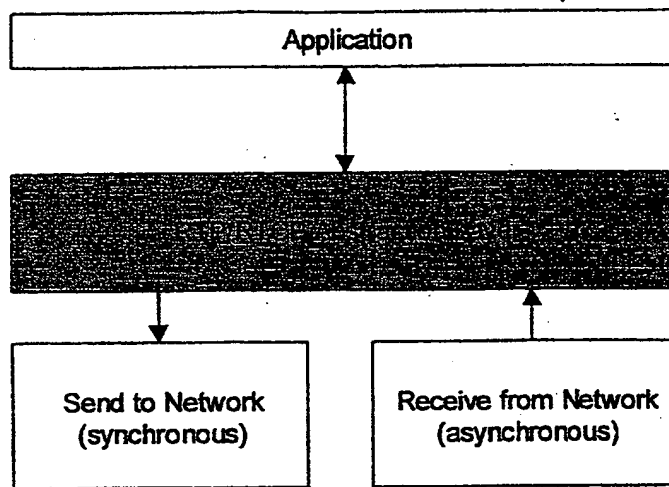 Application
Send to Network
(synchronous)
Receive from Network
(asynchronous)